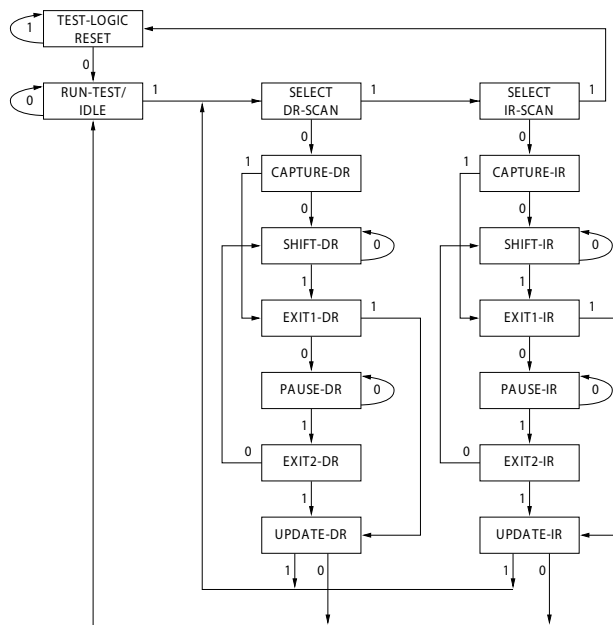 TEST-LOGIC
RESET
1
0
RUN-TEST/
IDLE
0
1
SELECT
DR-SCAN
1
SELECT
IR-SCAN
1
0
0
1
CAPTURE-DR
1
CAPTURE-IR
0
0
SHIFT-DR
0
SHIFT-IR
0
1
1
EXIT1-DR
1
EXIT1-IR
1
0
0
PAUSE-DR
0
PAUSE-IR
0
1
1
0
EXIT2-DR
0
EXIT2-IR
1
1
UPDATE-DR
UPDATE-IR
1
0
1
0